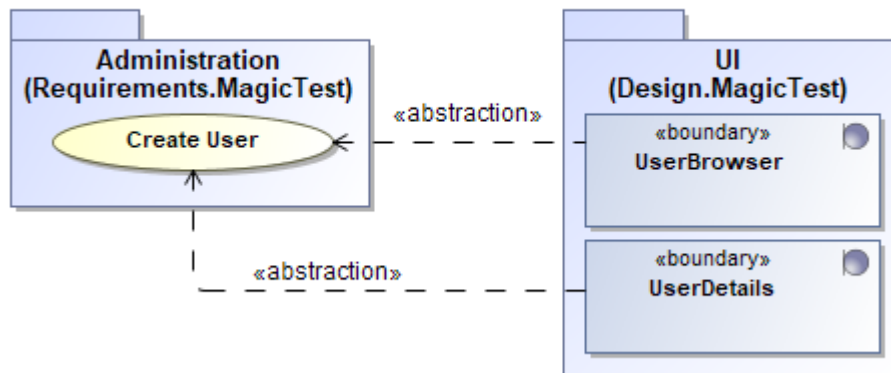 Administration
(Requirements.MagicTest)
Create User
«abstraction»
«abstraction»
UI
(Design.MagicTest)
«boundary»
UserBrowser
«boundary»
UserDetails